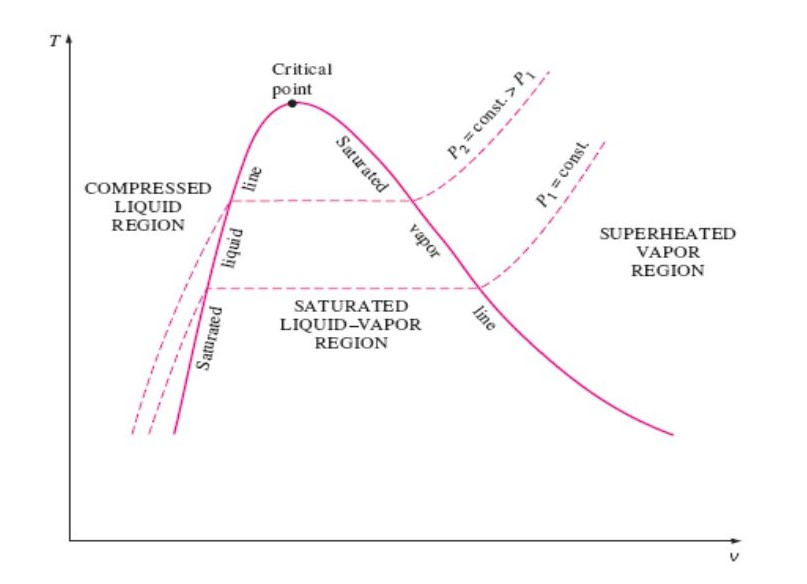 T
Critical
point
P₂ = const. > P₁
Saturated
line
P₁ = const.
COMPRESSED
LIQUID
REGION
liquid
vapor
SUPERHEATED
VAPOR
REGION
SATURATED
LIQUID–VAPOR
REGION
Saturated
line
v